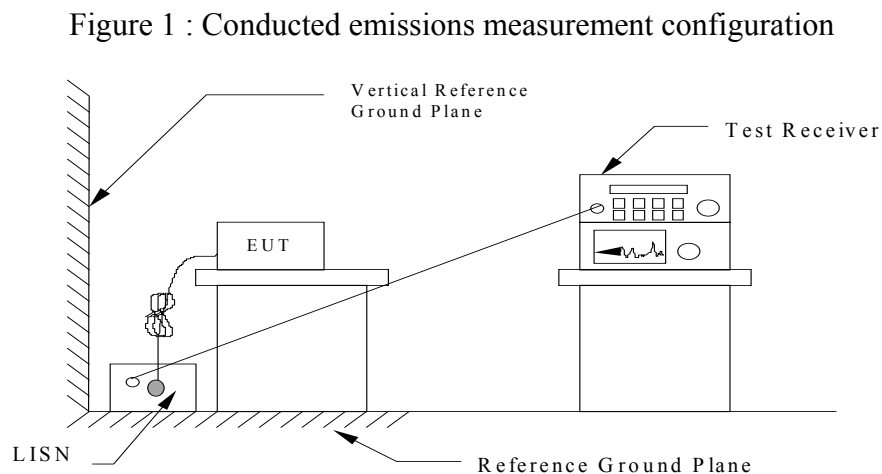 Figure 1 : Conducted emissions measurement configuration
Vertical Reference
Ground Plane
Test Receiver
EUT
LISN
Reference Ground Plane